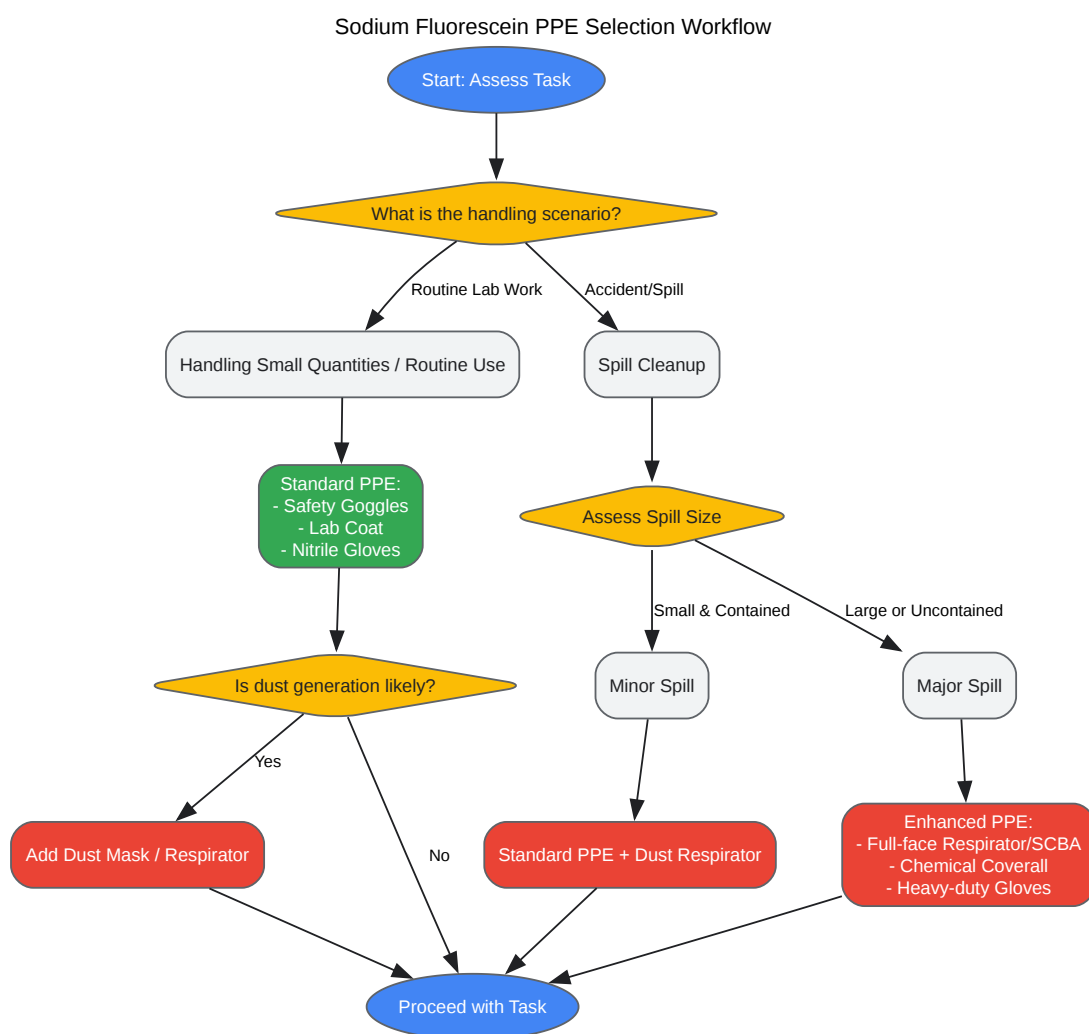 Sodium Fluorescein PPE Selection Workflow
Start: Assess Task
What is the handling scenario?
Routine Lab Work
Accident/Spill
Handling Small Quantities / Routine Use
Spill Cleanup
Standard PPE:
- Safety Goggles
- Lab Coat
- Nitrile Gloves
Assess Spill Size
Small & Contained
Large or Uncontained
Is dust generation likely?
Minor Spill
Major Spill
Yes
No
Add Dust Mask / Respirator
Standard PPE + Dust Respirator
Enhanced PPE:
- Full-face Respirator/SCBA
- Chemical Coverall
- Heavy-duty Gloves
Proceed with Task